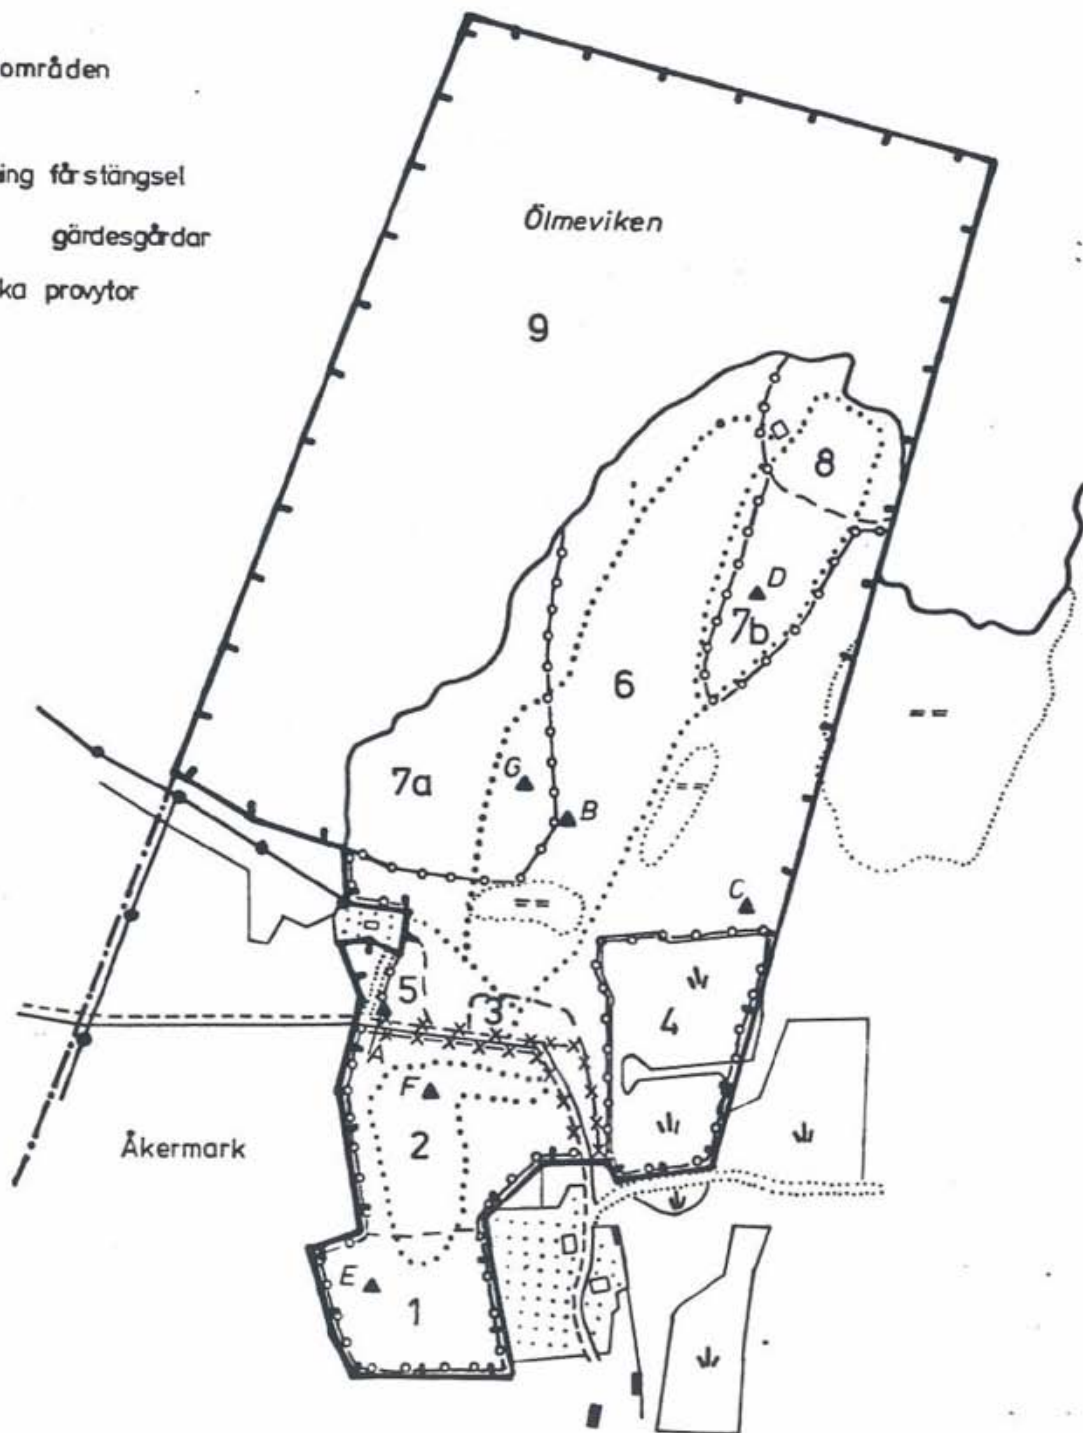 områden
ing fårstängsel
gärdesgårdar
ka provytor
Ölmeviken
9
8
D
7b
6
7a
G
B
C
5
3
4
A
F
2
Åkermark
E
1